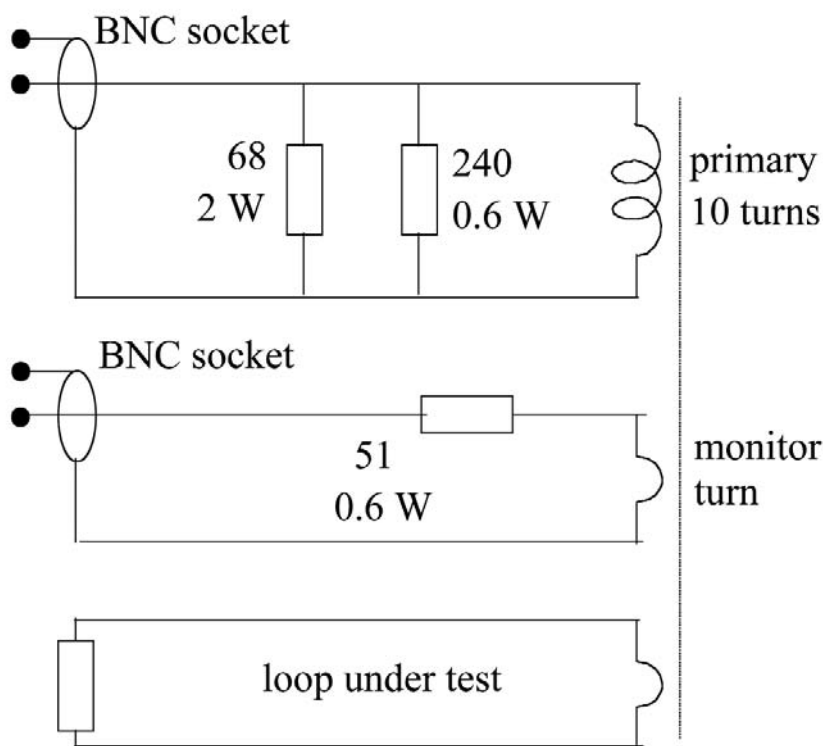 BNC socket
68
2 W
240
0.6 W
primary
10 turns
BNC socket
51
0.6 W
monitor
turn
loop under test